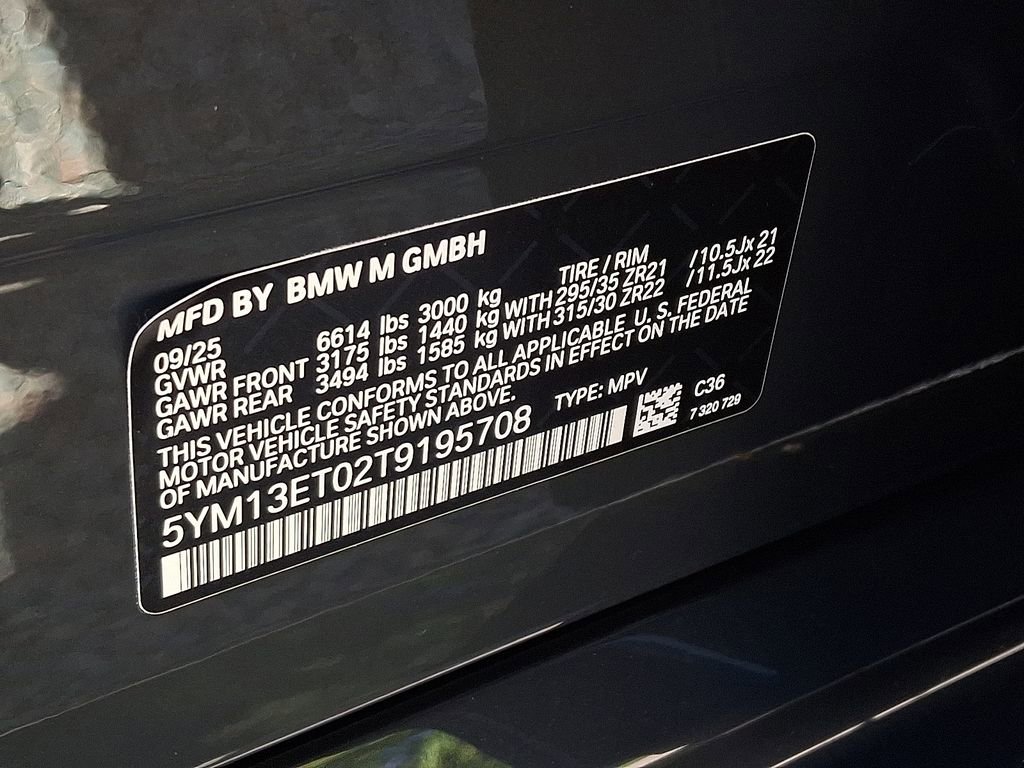 MFD BY BMW M GMBH
09/25 TIRE / RIM
GVWR 6614 lbs 3000 kg
GAWR FRONT 3175 lbs 1440 kg WITH 295/35 ZR21 /10.5Jx 21
GAWR REAR 3494 lbs 1585 kg WITH 315/30 ZR22 /11.5Jx 22
THIS VEHICLE CONFORMS TO ALL APPLICABLE U. S. FEDERAL
MOTOR VEHICLE SAFETY STANDARDS IN EFFECT ON THE DATE
OF MANUFACTURE SHOWN ABOVE.
5YM13ET02T9195708 TYPE: MPV C36
7 320 729